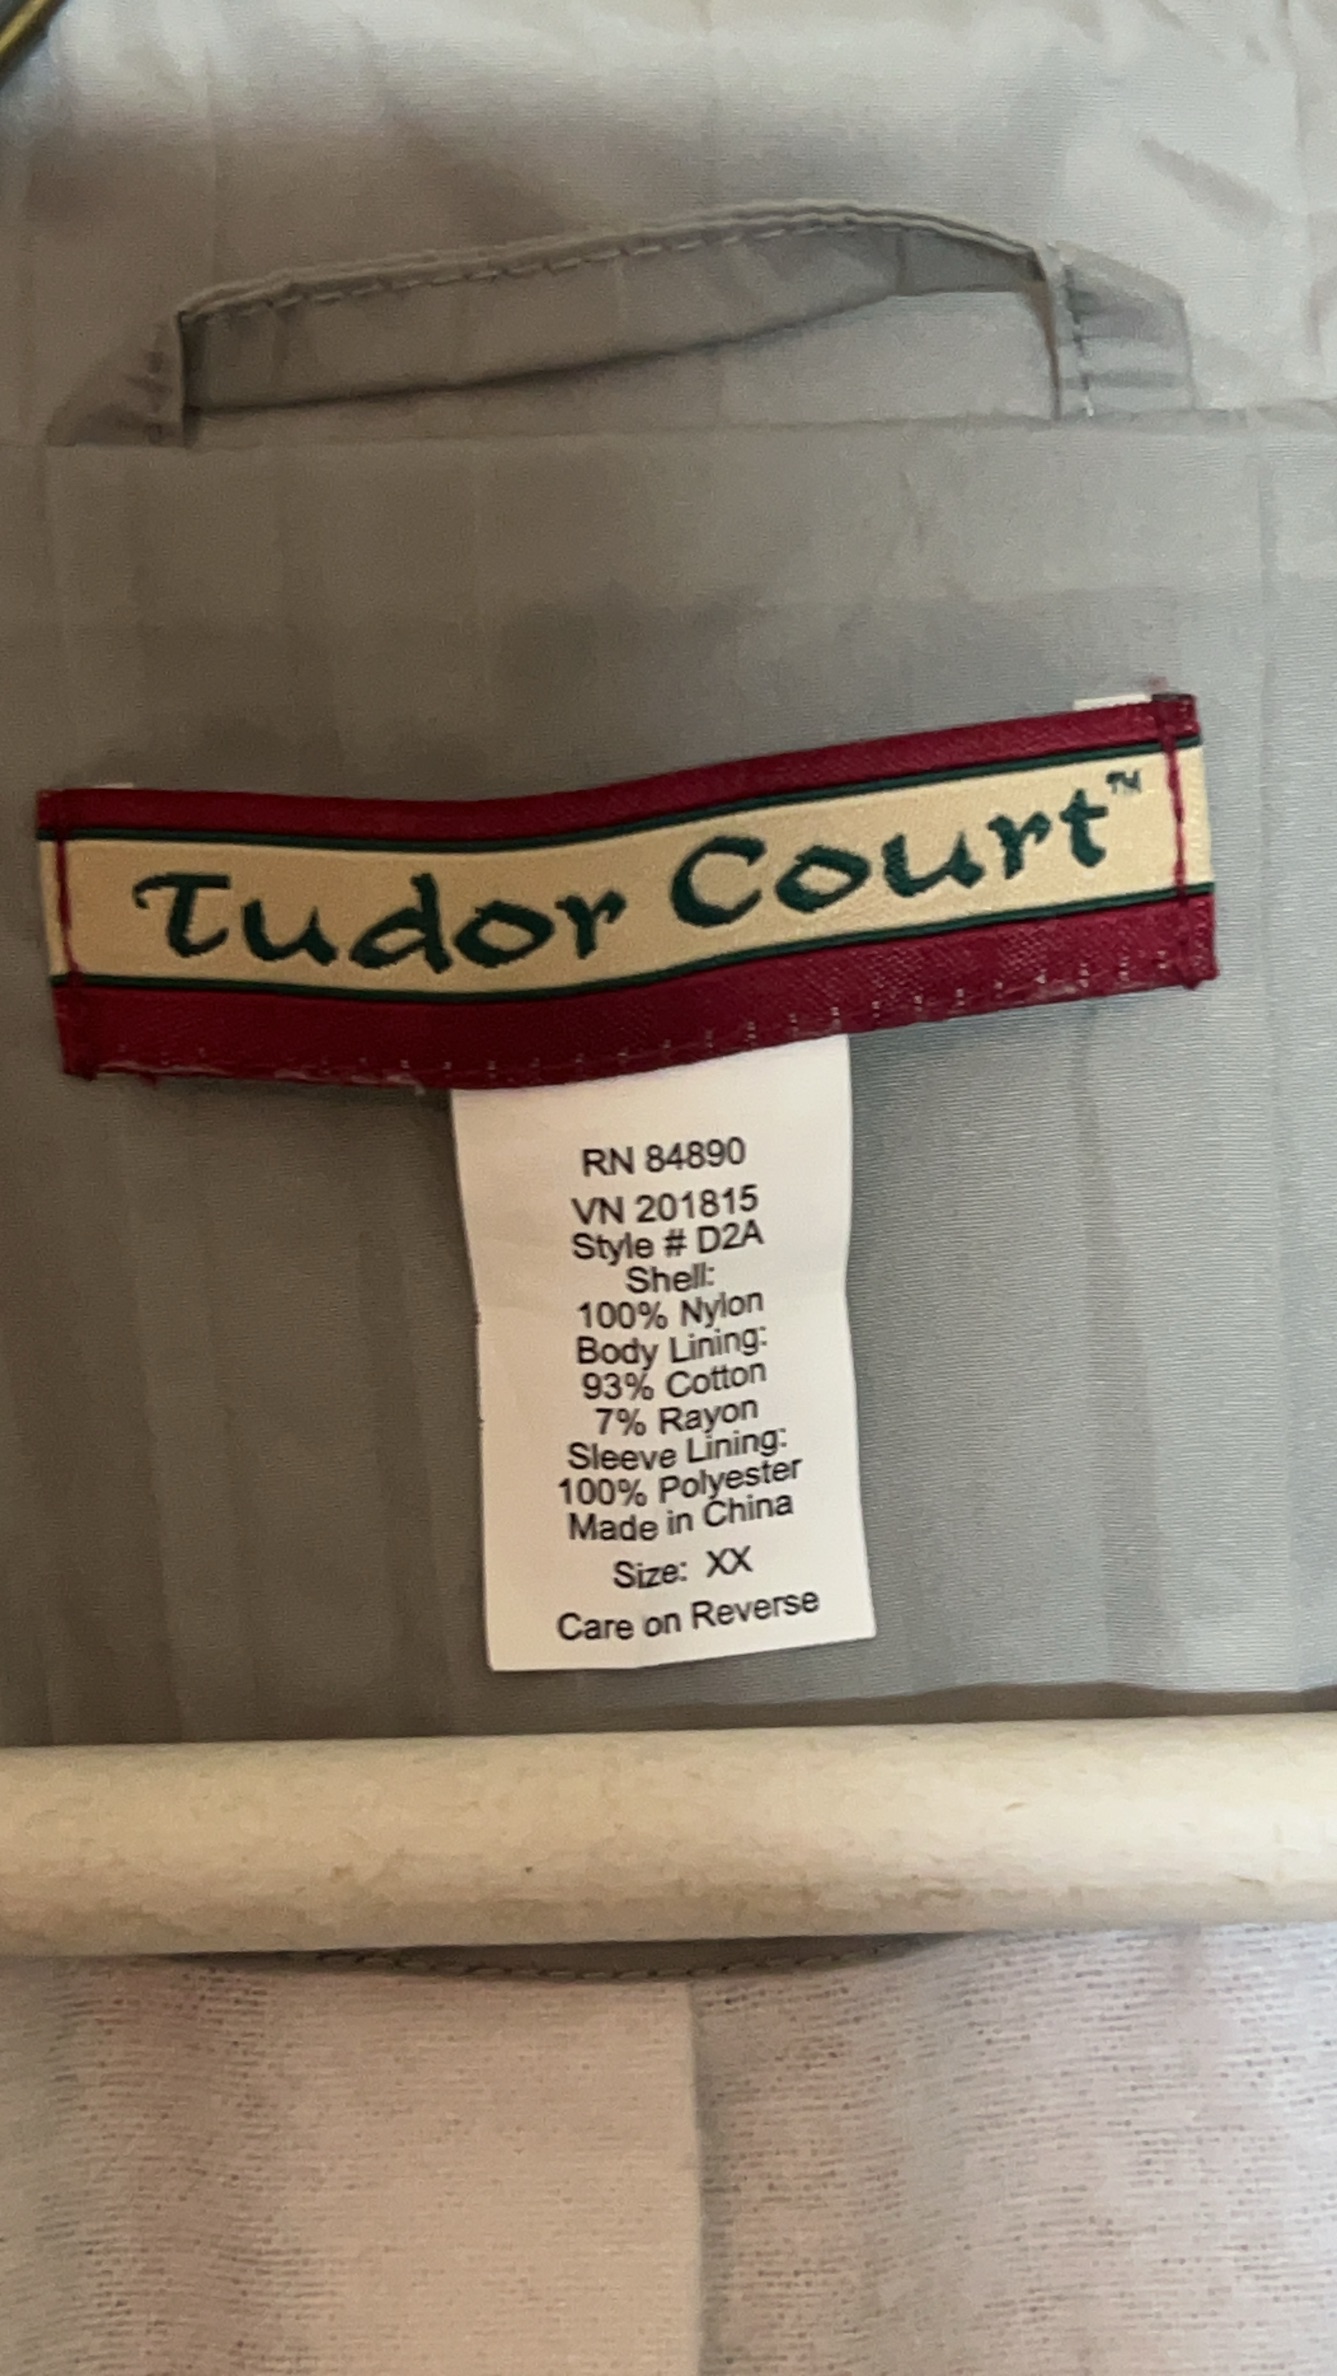 Tudor Court™
RN 84890
VN 201815
Style # D2A
Shell:
100% Nylon
Body Lining:
93% Cotton
7% Rayon
Sleeve Lining:
100% Polyester
Made in China
Size: XX
Care on Reverse